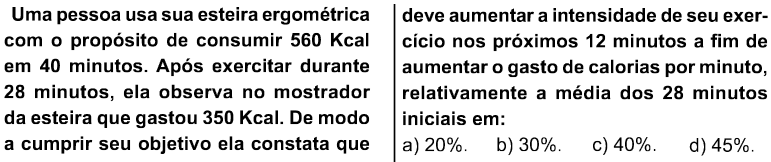 Uma pessoa usa sua esteira ergométrica
com o propósito de consumir 560 Kcal
em 40 minutos. Após exercitar durante
28 minutos, ela observa no mostrador
da esteira que gastou 350 Kcal. De modo
a cumprir seu objetivo ela constata que
deve aumentar a intensidade de seu exer-
cício nos próximos 12 minutos a fim de
aumentar o gasto de calorias por minuto,
relativamente a média dos 28 minutos
iniciais em:
a) 20%. b) 30%. c) 40%. d) 45%.